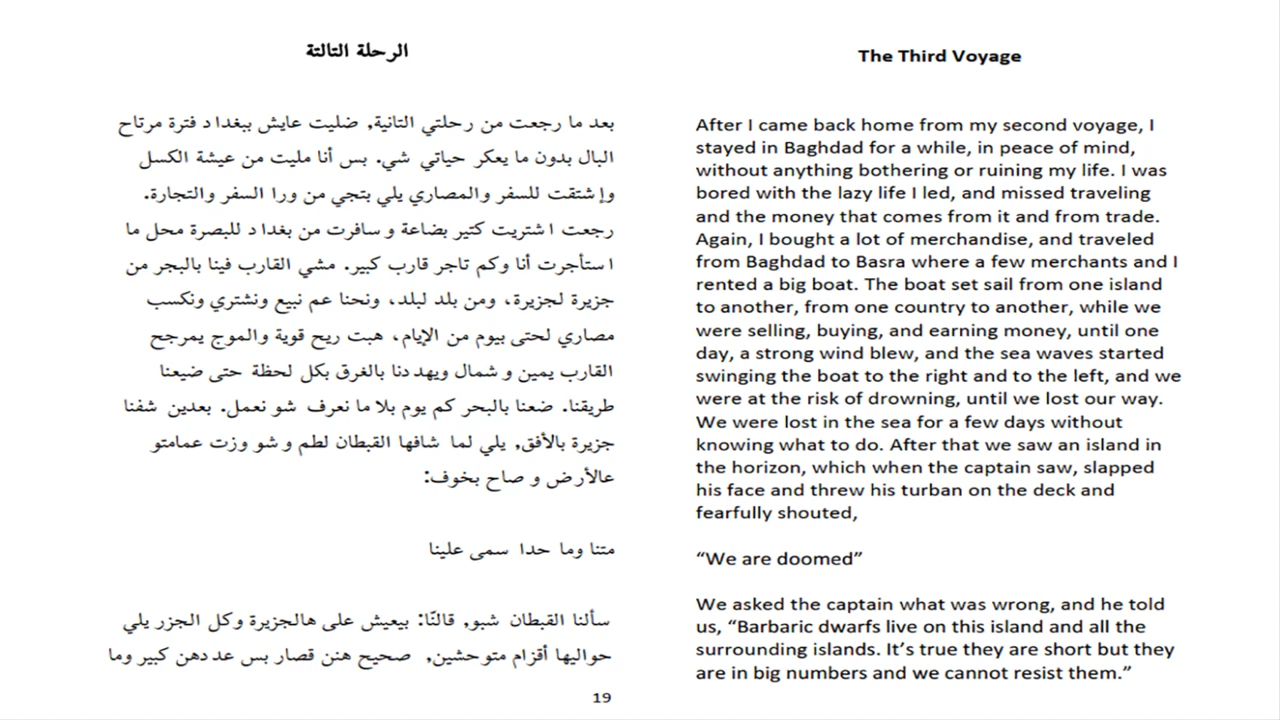 الرحلة التالتة
بعد ما رجعت من رحلتي التانية, ضليت عايش ببغداد فترة مرتاح
البال بدون ما يعكر حياتي شي. بس أنا مليت من عيشة الكسل
وإشتقت للسفر والمصاري يلي بتجي من ورا السفر والتجارة.
رجعت اشتريت كتير بضاعة و سافرت من بغداد للبصرة محل ما
استأجرت أنا وكم تاجر قارب كبير. مشي القارب فينا بالبجر من
جزيرة لجزيرة، ومن بلد لبلد، ونحنا عم نبيع ونشتري ونكسب
مصاري لحتى بيوم من الإيام، هبت ريح قوية والموج يمرجح
القارب يمين و شمال ويهددنا بالغرق بكل لحظة حتى ضيعنا
طريقنا. ضعنا بالبحر كم يوم بلا ما نعرف شو نعمل. بعدين شفنا
جزيرة بالأفق, يلي لما شافها القبطان لطم و شو وزت عمامتو
عالأرض و صاح بخوف:
متنا وما حدا سمى علينا
سألنا القبطان شبو, قالنّا: بيعيش على هالجزيرة وكل الجزر يلي
حواليها أقزام متوحشين, صحيح هنن قصار بس عددهن كبير وما
19
The Third Voyage
After I came back home from my second voyage, I
stayed in Baghdad for a while, in peace of mind,
without anything bothering or ruining my life. I was
bored with the lazy life I led, and missed traveling
and the money that comes from it and from trade.
Again, I bought a lot of merchandise, and traveled
from Baghdad to Basra where a few merchants and I
rented a big boat. The boat set sail from one island
to another, from one country to another, while we
were selling, buying, and earning money, until one
day, a strong wind blew, and the sea waves started
swinging the boat to the right and to the left, and we
were at the risk of drowning, until we lost our way.
We were lost in the sea for a few days without
knowing what to do. After that we saw an island in
the horizon, which when the captain saw, slapped
his face and threw his turban on the deck and
fearfully shouted,
“We are doomed”
We asked the captain what was wrong, and he told
us, “Barbaric dwarfs live on this island and all the
surrounding islands. It’s true they are short but they
are in big numbers and we cannot resist them.”